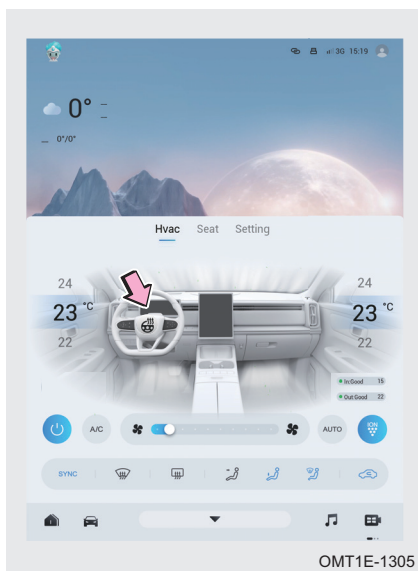 3G 15:19
0°
0°/0°
Hvac Seat Setting
24 24
23 °C 23 °C
22 22
In:Good 15
Out:Good 22
A/C AUTO ION
SYNC
OMT1E-1305